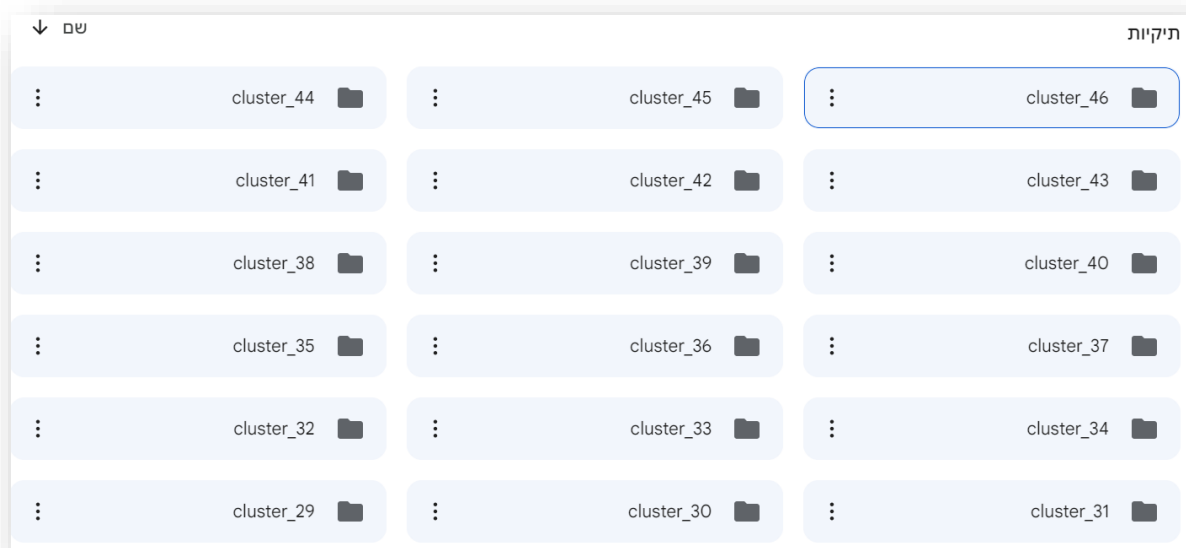 תיקיות
שם
cluster_46 cluster_45 cluster_44
cluster_43 cluster_42 cluster_41
cluster_40 cluster_39 cluster_38
cluster_37 cluster_36 cluster_35
cluster_34 cluster_33 cluster_32
cluster_31 cluster_30 cluster_29